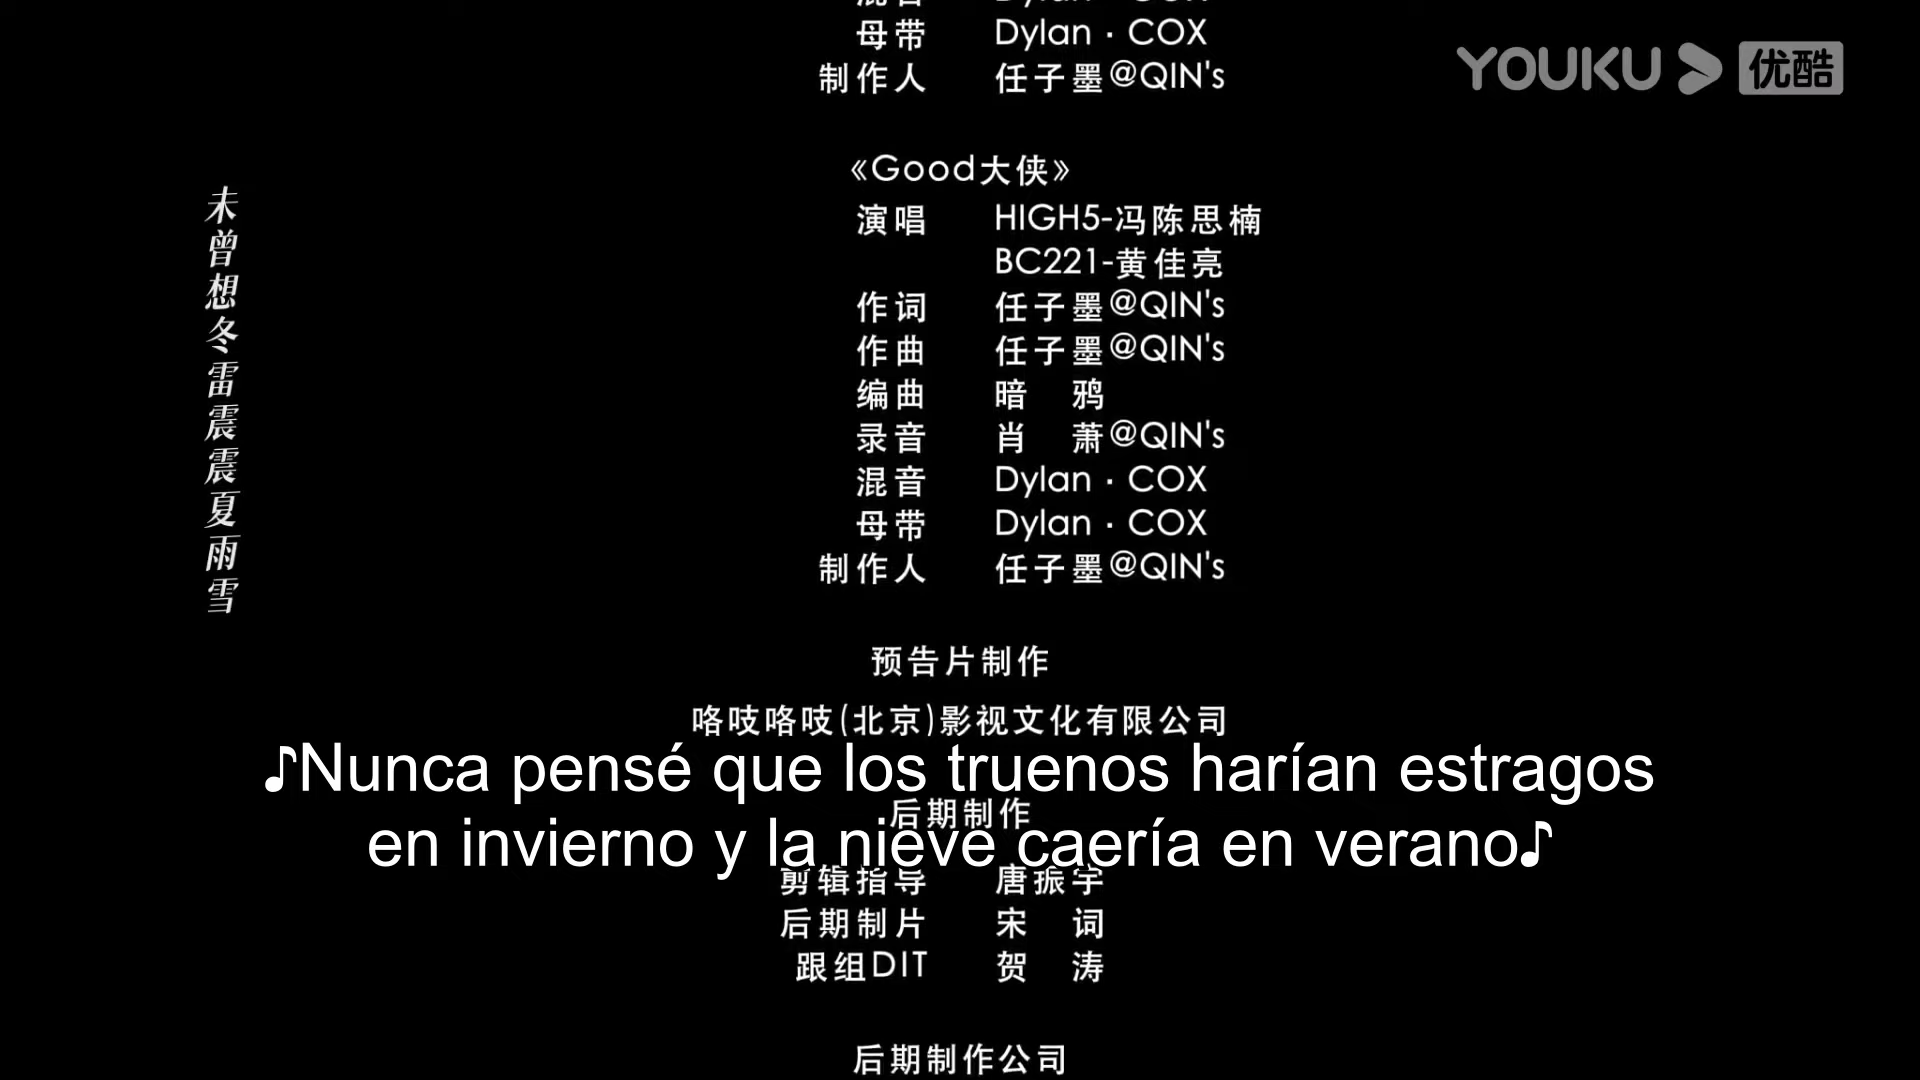 混音 Dylan · COX
母带 Dylan · COX
制作人 任子墨@QIN's
YOUKU 优酷
《Good大侠》
演唱 HIGH5-冯陈思楠
BC221-黄佳亮
作词 任子墨@QIN's
作曲 任子墨@QIN's
编曲 暗 鸦
录音 肖 萧@QIN's
混音 Dylan · COX
母带 Dylan · COX
制作人 任子墨@QIN's
未曾想冬雷震震夏雨雪
预告片制作
咯吱咯吱(北京)影视文化有限公司
♪Nunca pensé que los truenos harían estragos
后期制作
en invierno y la nieve caería en verano♪
剪辑指导 唐振宇
后期制片 宋 词
跟组DIT 贺 涛
后期制作公司